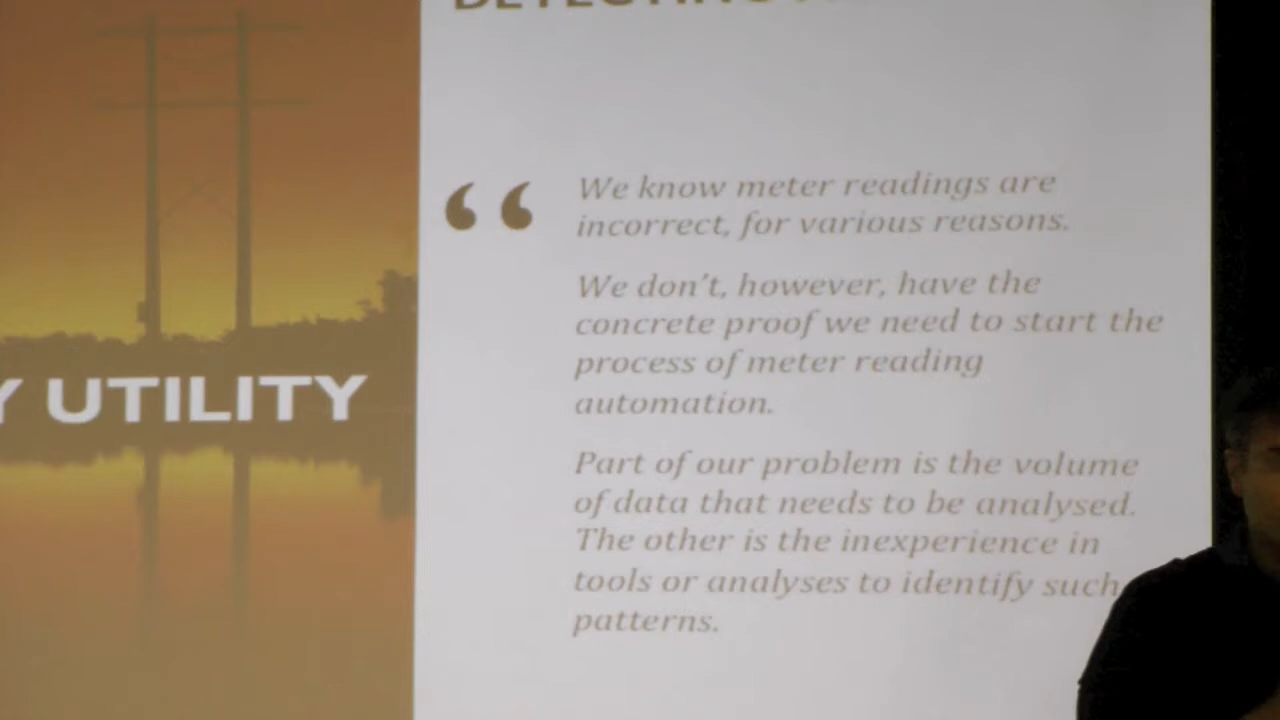 Y UTILITY
“
We know meter readings are
incorrect, for various reasons.
We don't, however, have the
concrete proof we need to start the
process of meter reading
automation.
Part of our problem is the volume
of data that needs to be analysed.
The other is the inexperience in
tools or analyses to identify such
patterns.